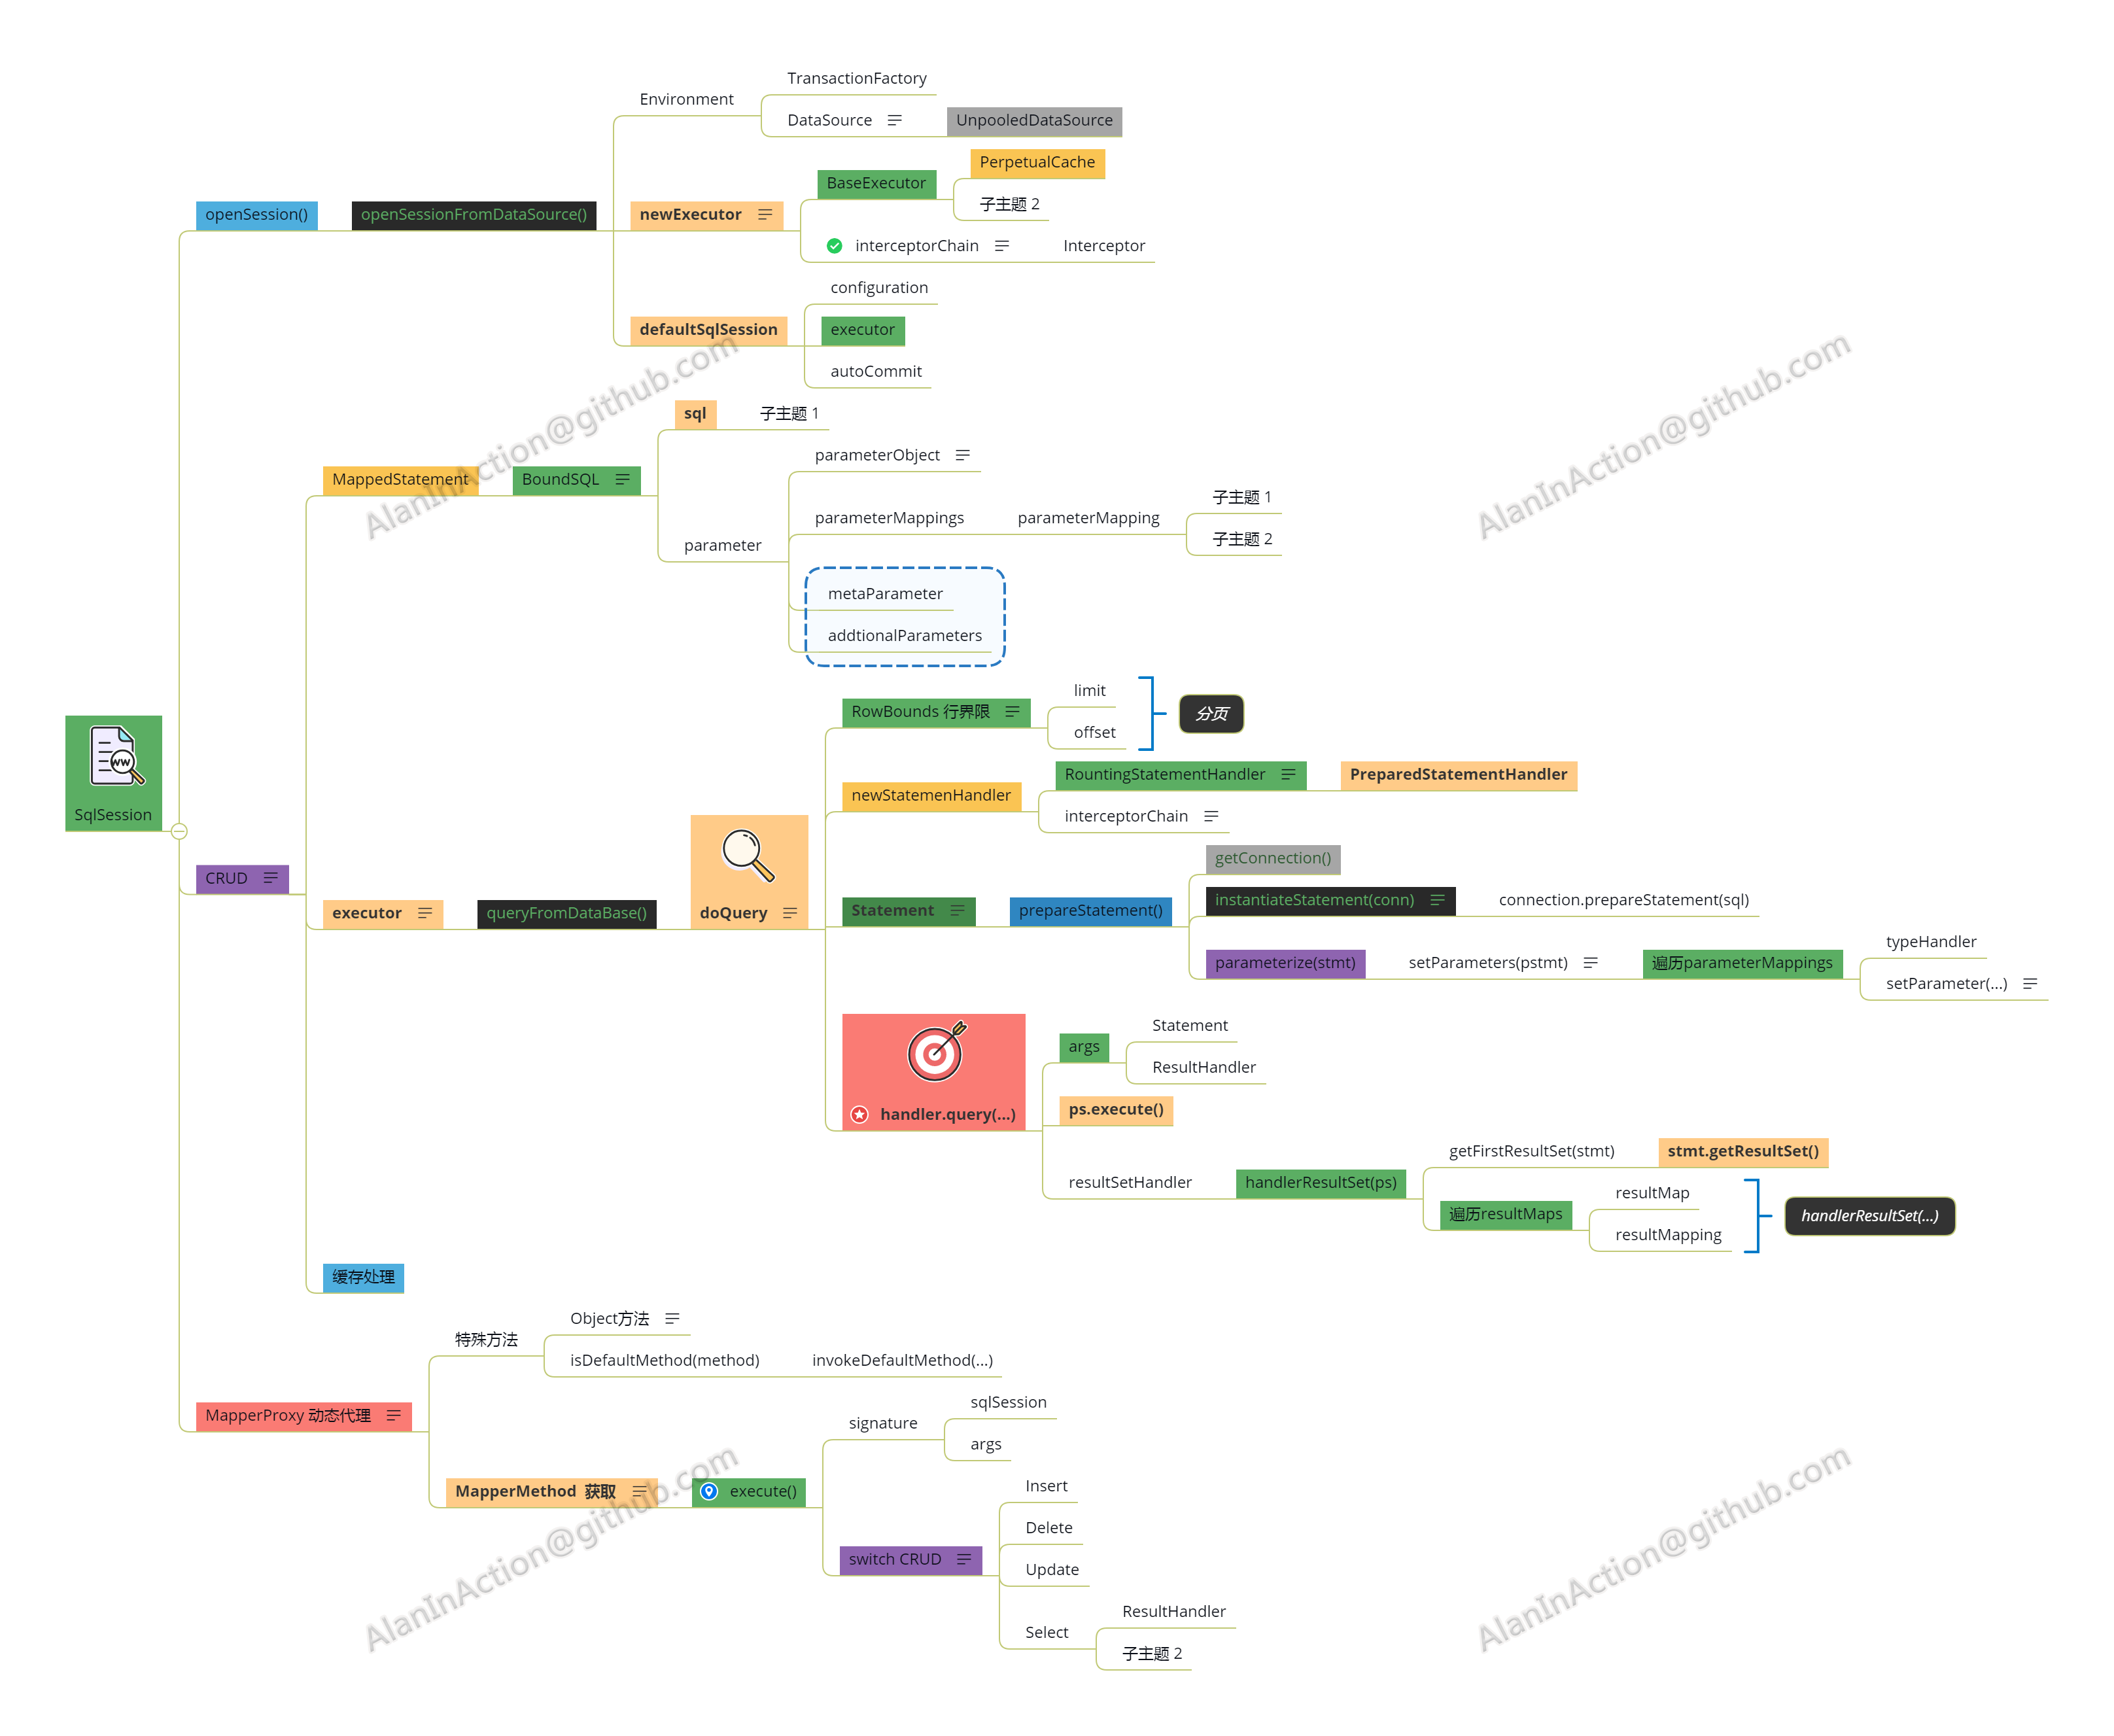 SqlSession
openSession()
openSessionFromDataSource()
Environment
TransactionFactory
DataSource
UnpooledDataSource
newExecutor
BaseExecutor
PerpetualCache
子主题 2
interceptorChain
Interceptor
defaultSqlSession
configuration
executor
autoCommit
CRUD
MappedStatement
BoundSQL
sql
子主题 1
parameter
parameterObject
parameterMappings
parameterMapping
子主题 1
子主题 2
metaParameter
addtionalParameters
executor
queryFromDataBase()
doQuery
RowBounds 行界限
limit
offset
分页
newStatemenHandler
RountingStatementHandler
PreparedStatementHandler
interceptorChain
Statement
prepareStatement()
getConnection()
instantiateStatement(conn)
connection.prepareStatement(sql)
parameterize(stmt)
setParameters(pstmt)
遍历parameterMappings
typeHandler
setParameter(...)
handler.query(...)
args
Statement
ResultHandler
ps.execute()
resultSetHandler
handlerResultSet(ps)
getFirstResultSet(stmt)
stmt.getResultSet()
遍历resultMaps
resultMap
resultMapping
handlerResultSet(...)
缓存处理
MapperProxy 动态代理
特殊方法
Object方法
isDefaultMethod(method)
invokeDefaultMethod(...)
MapperMethod 获取
execute()
signature
sqlSession
args
switch CRUD
Insert
Delete
Update
Select
ResultHandler
子主题 2
AlanInAction@github.com
AlanInAction@github.com
AlanInAction@github.com
AlanInAction@github.com